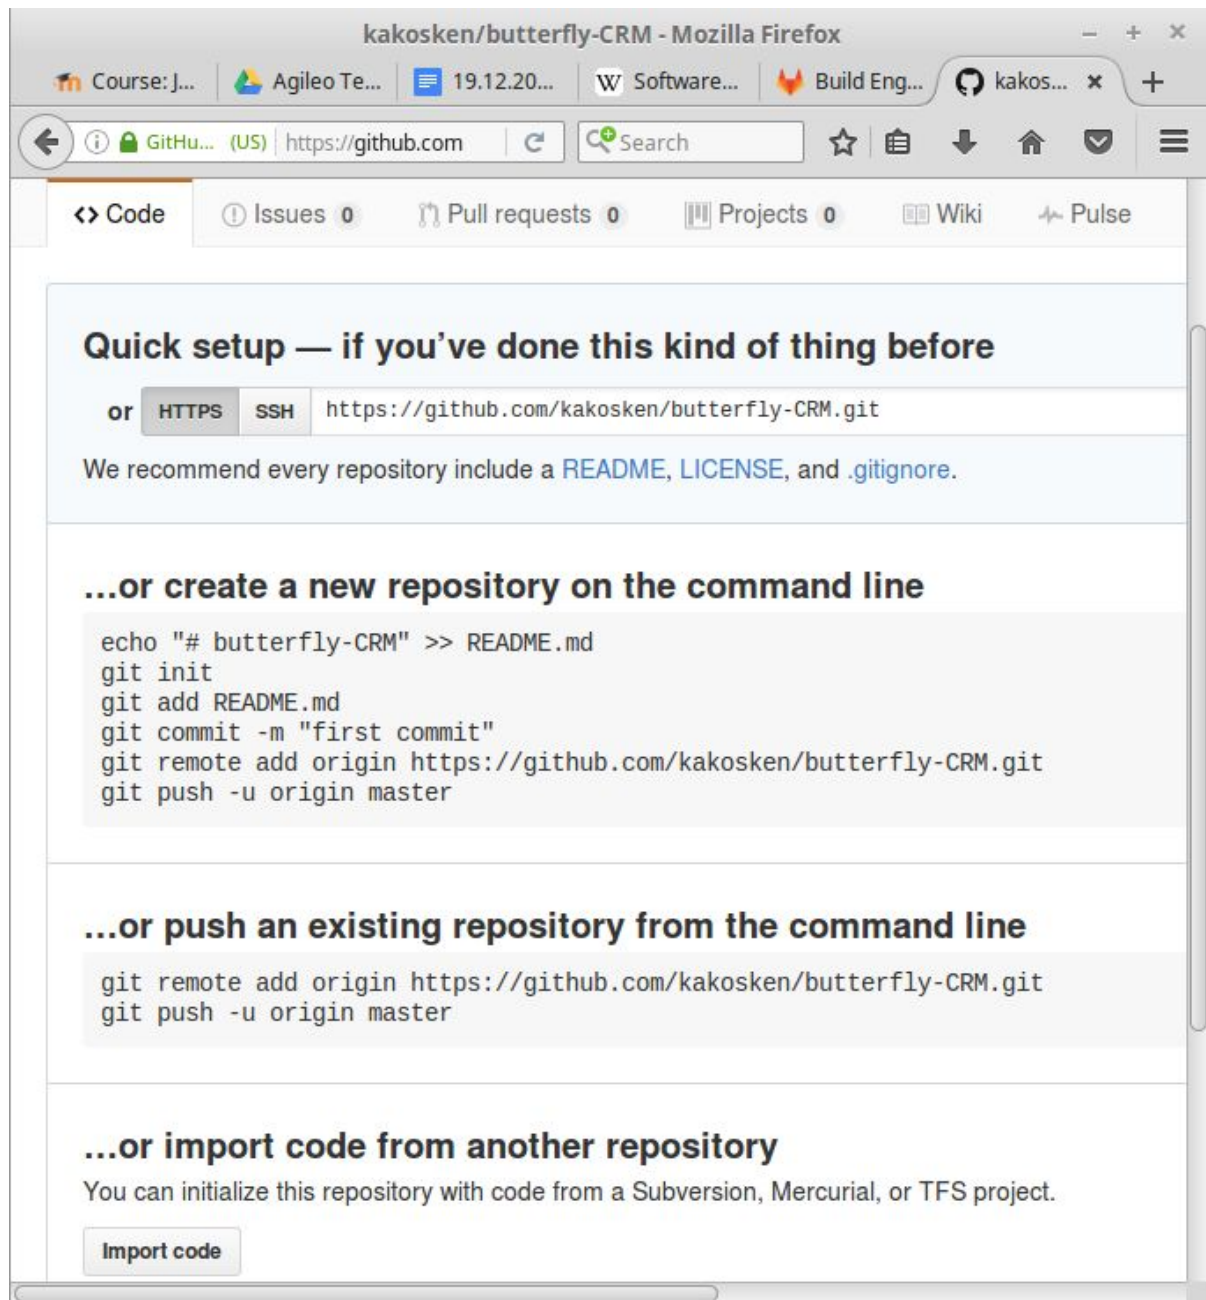 kakosken/butterfly-CRM - Mozilla Firefox
Course: J... Agileo Te... 19.12.20... W Software... Build Eng... kakos...
GitHu... (US) https://github.com Search
<> Code Issues 0 Pull requests 0 Projects 0 Wiki Pulse
Quick setup — if you’ve done this kind of thing before
or HTTPS SSH https://github.com/kakosken/butterfly-CRM.git
We recommend every repository include a README, LICENSE, and .gitignore.
…or create a new repository on the command line
echo "# butterfly-CRM" >> README.md
git init
git add README.md
git commit -m "first commit"
git remote add origin https://github.com/kakosken/butterfly-CRM.git
git push -u origin master
…or push an existing repository from the command line
git remote add origin https://github.com/kakosken/butterfly-CRM.git
git push -u origin master
…or import code from another repository
You can initialize this repository with code from a Subversion, Mercurial, or TFS project.
Import code